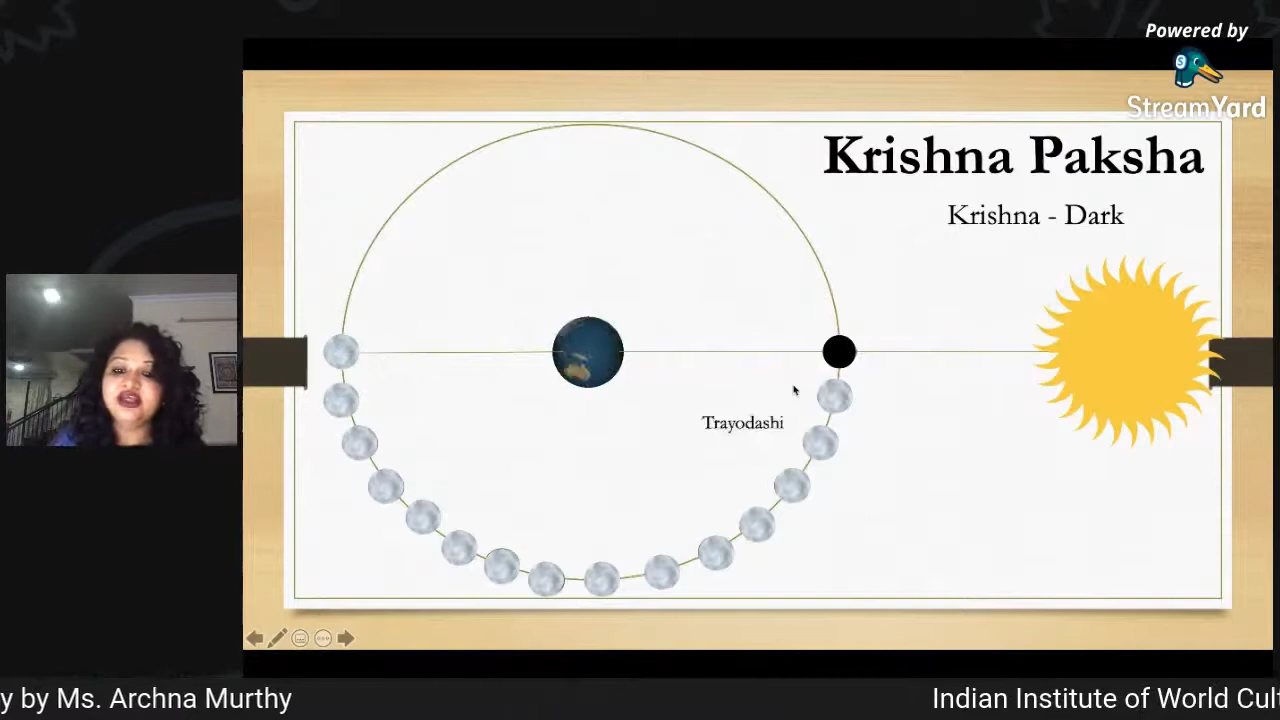 Powered by
StreamYard
Krishna Paksha
Krishna - Dark
Trayodashi
y by Ms. Archna Murthy
Indian Institute of World Cul